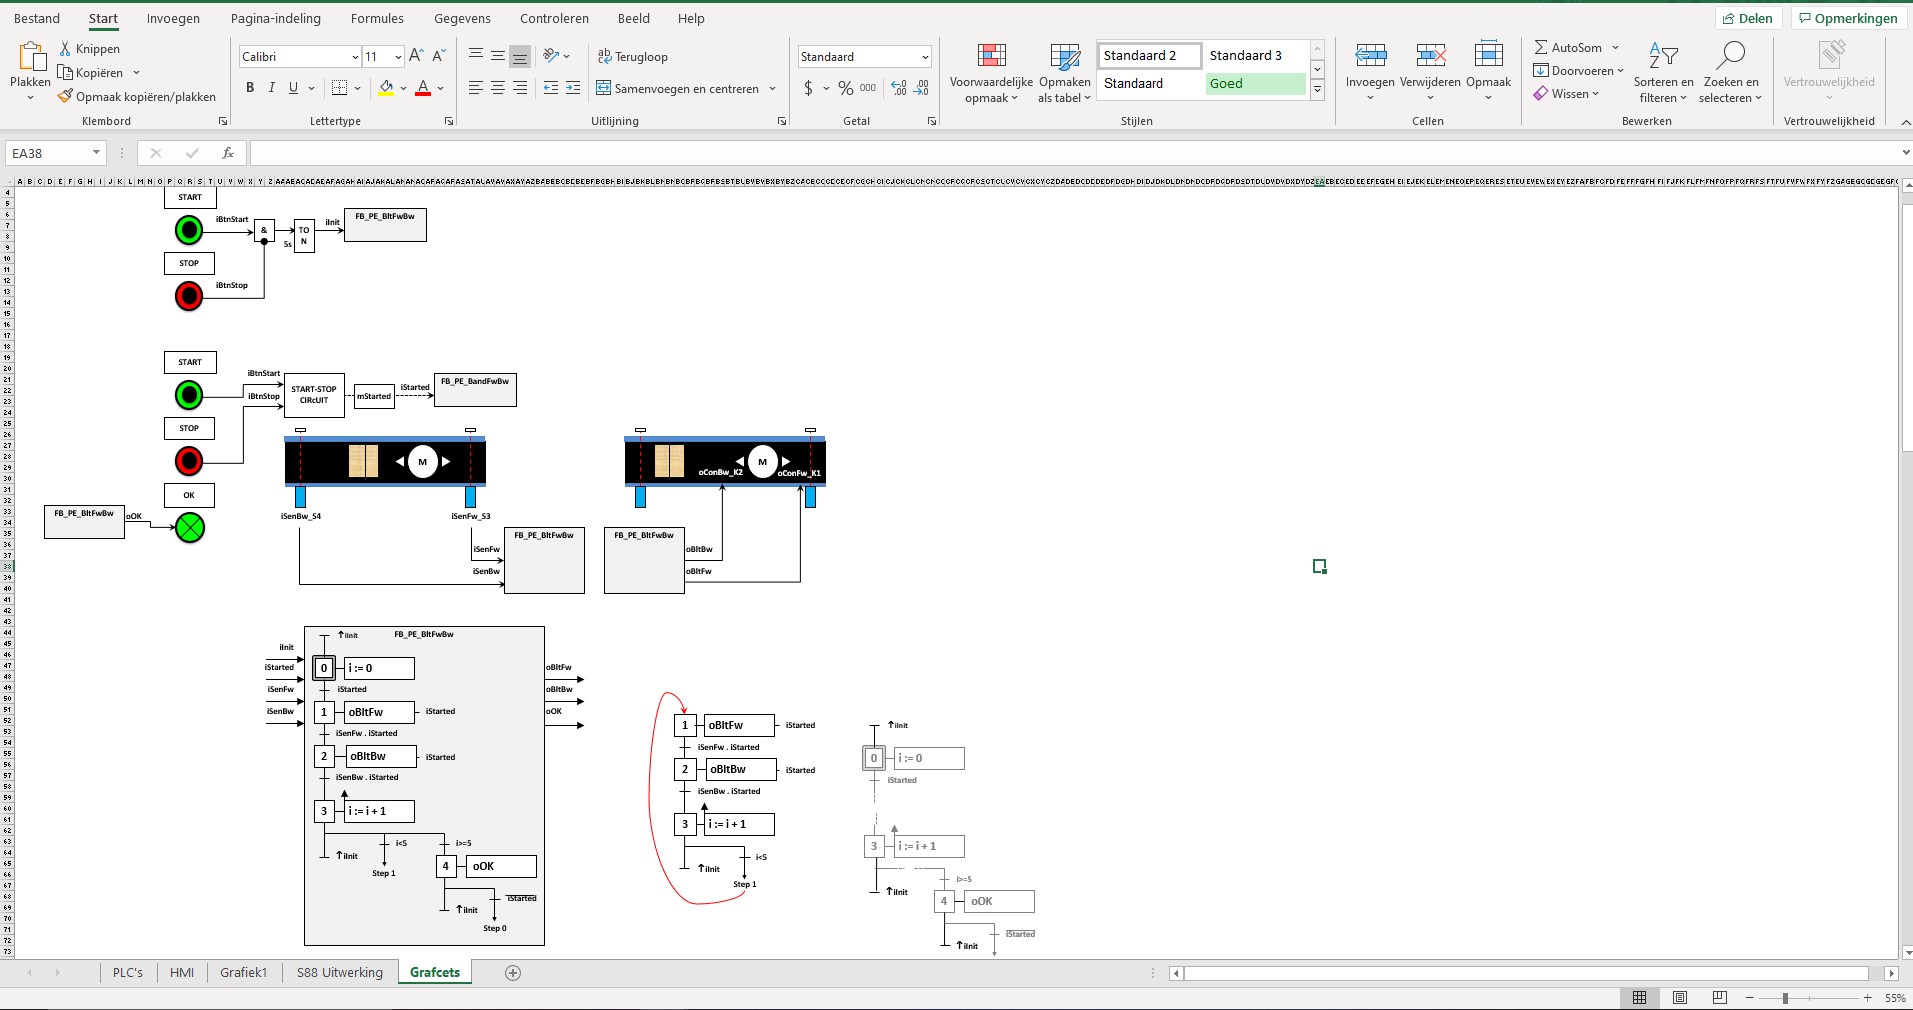 Bestand Start Invoegen Pagina-indeling Formules Gegevens Controleren Beeld Help Delen Opmerkingen
Plakken
Knippen
Kopiëren
Opmaak kopiëren/plakken
Klembord
Calibri 11
B I U
Lettertype
Terugloop
Samenvoegen en centreren
Uitlijning
Standaard
$ % 000
Getal
Voorwaardelijke opmaak
Opmaken als tabel
Standaard 2 Standaard 3
Standaard Goed
Stijlen
Invoegen Verwijderen Opmaak
Cellen
AutoSom
Doorvoeren
Wissen
Sorteren en filteren
Zoeken en selecteren
Bewerken
Vertrouwelijkheid
Vertrouwelijkheid
EA38 fx
START
iBtnStart & TO N iInit FB_PE_BltFwBw
5s
STOP
iBtnStop
START
iBtnStart
iBtnStop
START-STOP
CIRcUIT
mStarted iStarted FB_PE_BandFwBw
STOP
M
M
oConBw_K2 oConFw_K1
OK
FB_PE_BltFwBw oOK
iSenBw_S4 iSenFw_S3
FB_PE_BltFwBw FB_PE_BltFwBw
iSenFw oBltBw
iSenBw oBltFw
↑iInit FB_PE_BltFwBw
iInit
iStarted
iSenFw
iSenBw
0 i := 0
iStarted
1 oBltFw iStarted
iSenFw . iStarted
2 oBltBw iStarted
iSenBw . iStarted
3 i := i + 1
i<5 i>=5
↑iInit
Step 1
4 oOK
iStarted
↑iInit
Step 0
oBltFw
oBltBw
oOK
1 oBltFw iStarted
iSenFw . iStarted
2 oBltBw iStarted
iSenBw . iStarted
3 i := i + 1
i<5
↑iInit
Step 1
↑iInit
0 i := 0
iStarted
3 i := i + 1
i>=5
↑iInit
4 oOK
iStarted
↑iInit
PLC's HMI Grafiek1 S88 Uitwerking Grafcets
55%